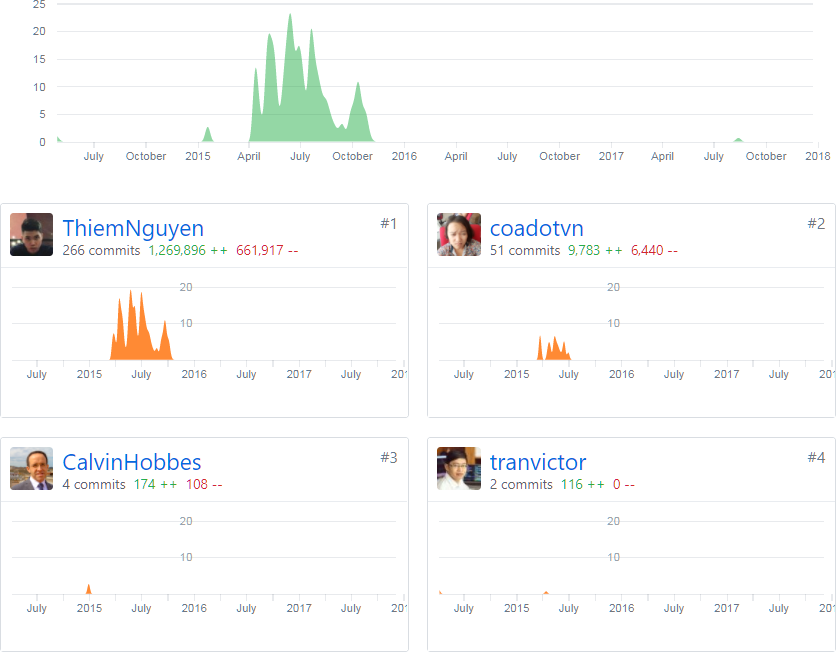 25
20
15
10
5
0
July October 2015 April July October 2016 April July October 2017 April July October 2018
ThiemNguyen #1
266 commits 1,269,896 ++ 661,917 --
20
10
July 2015 July 2016 July 2017 July 201
coadotvn #2
51 commits 9,783 ++ 6,440 --
20
10
July 2015 July 2016 July 2017 July 201
CalvinHobbes #3
4 commits 174 ++ 108 --
20
10
July 2015 July 2016 July 2017 July 201
tranvictor #4
2 commits 116 ++ 0 --
20
10
July 2015 July 2016 July 2017 July 201